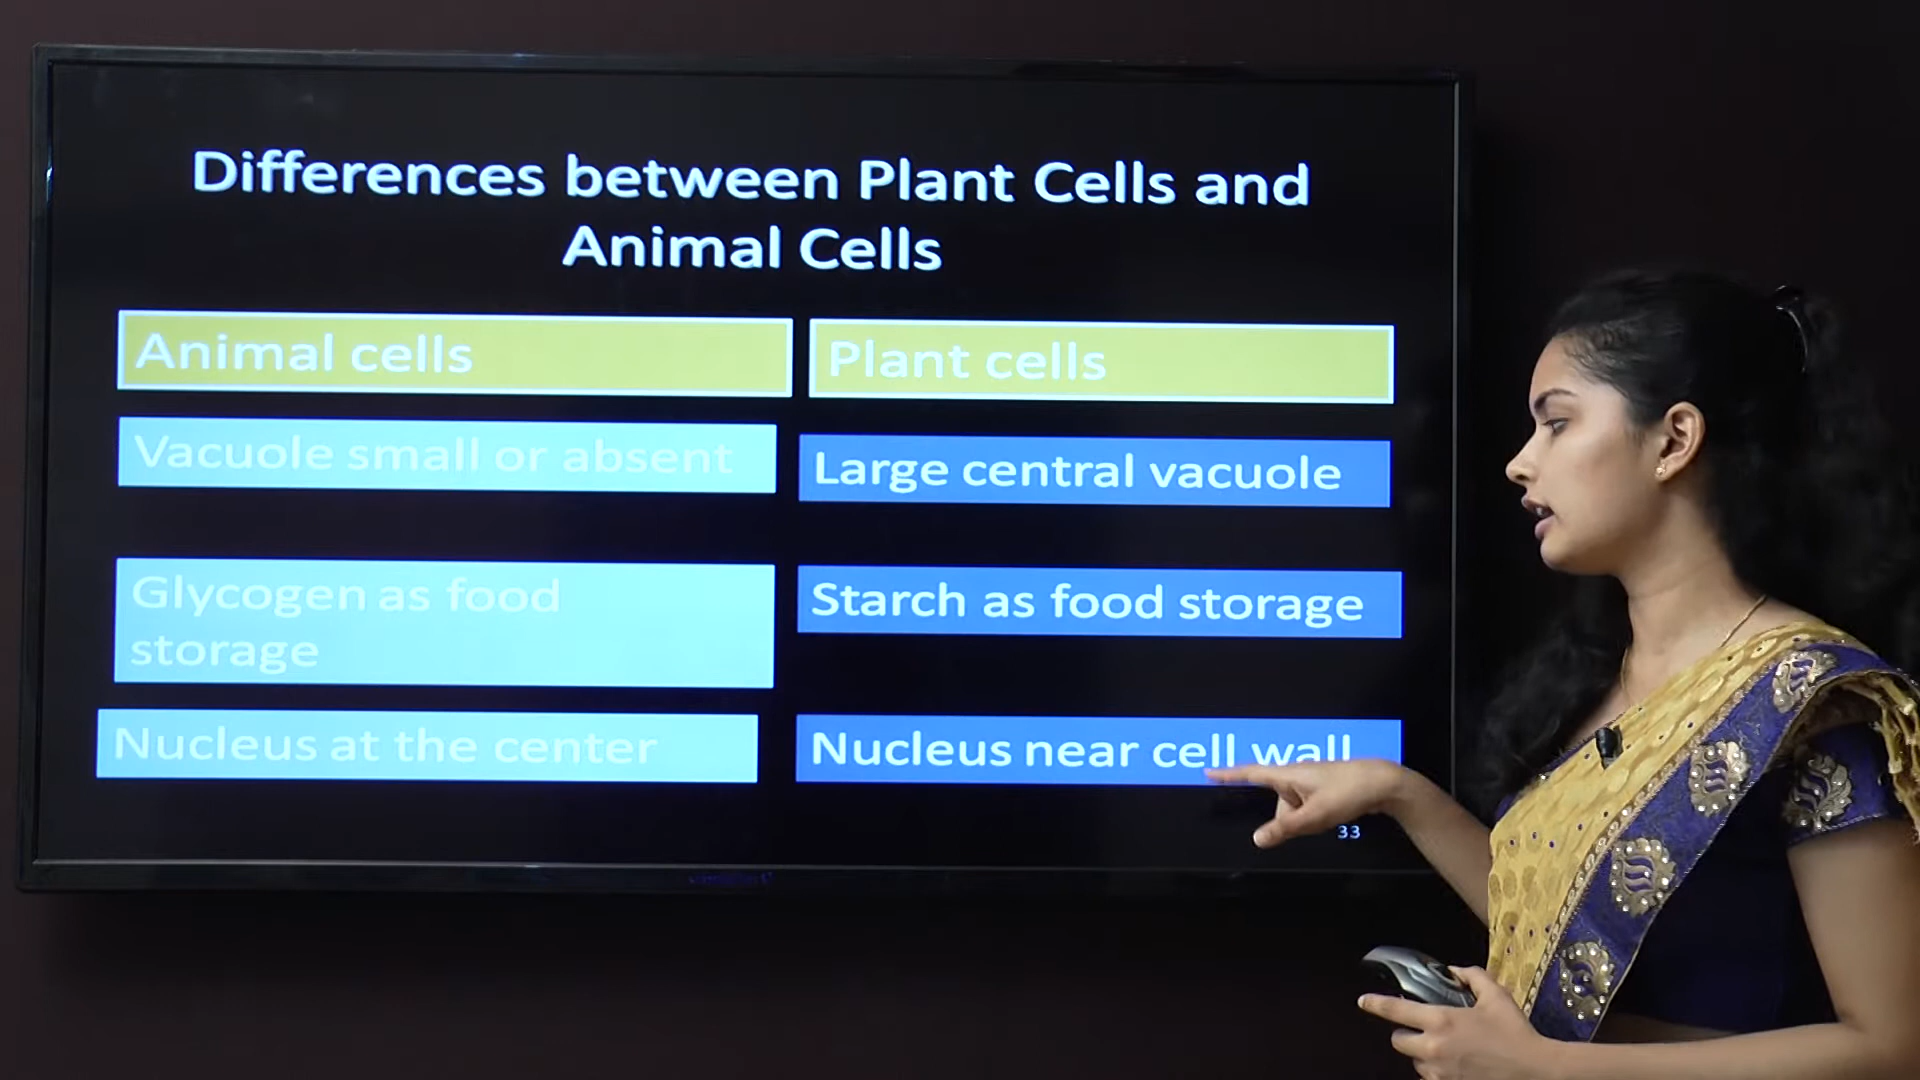 Differences between Plant Cells and
Animal Cells
Animal cells
Plant cells
Vacuole small or absent
Large central vacuole
Glycogen as food
storage
Starch as food storage
Nucleus at the center
Nucleus near cell wall
33